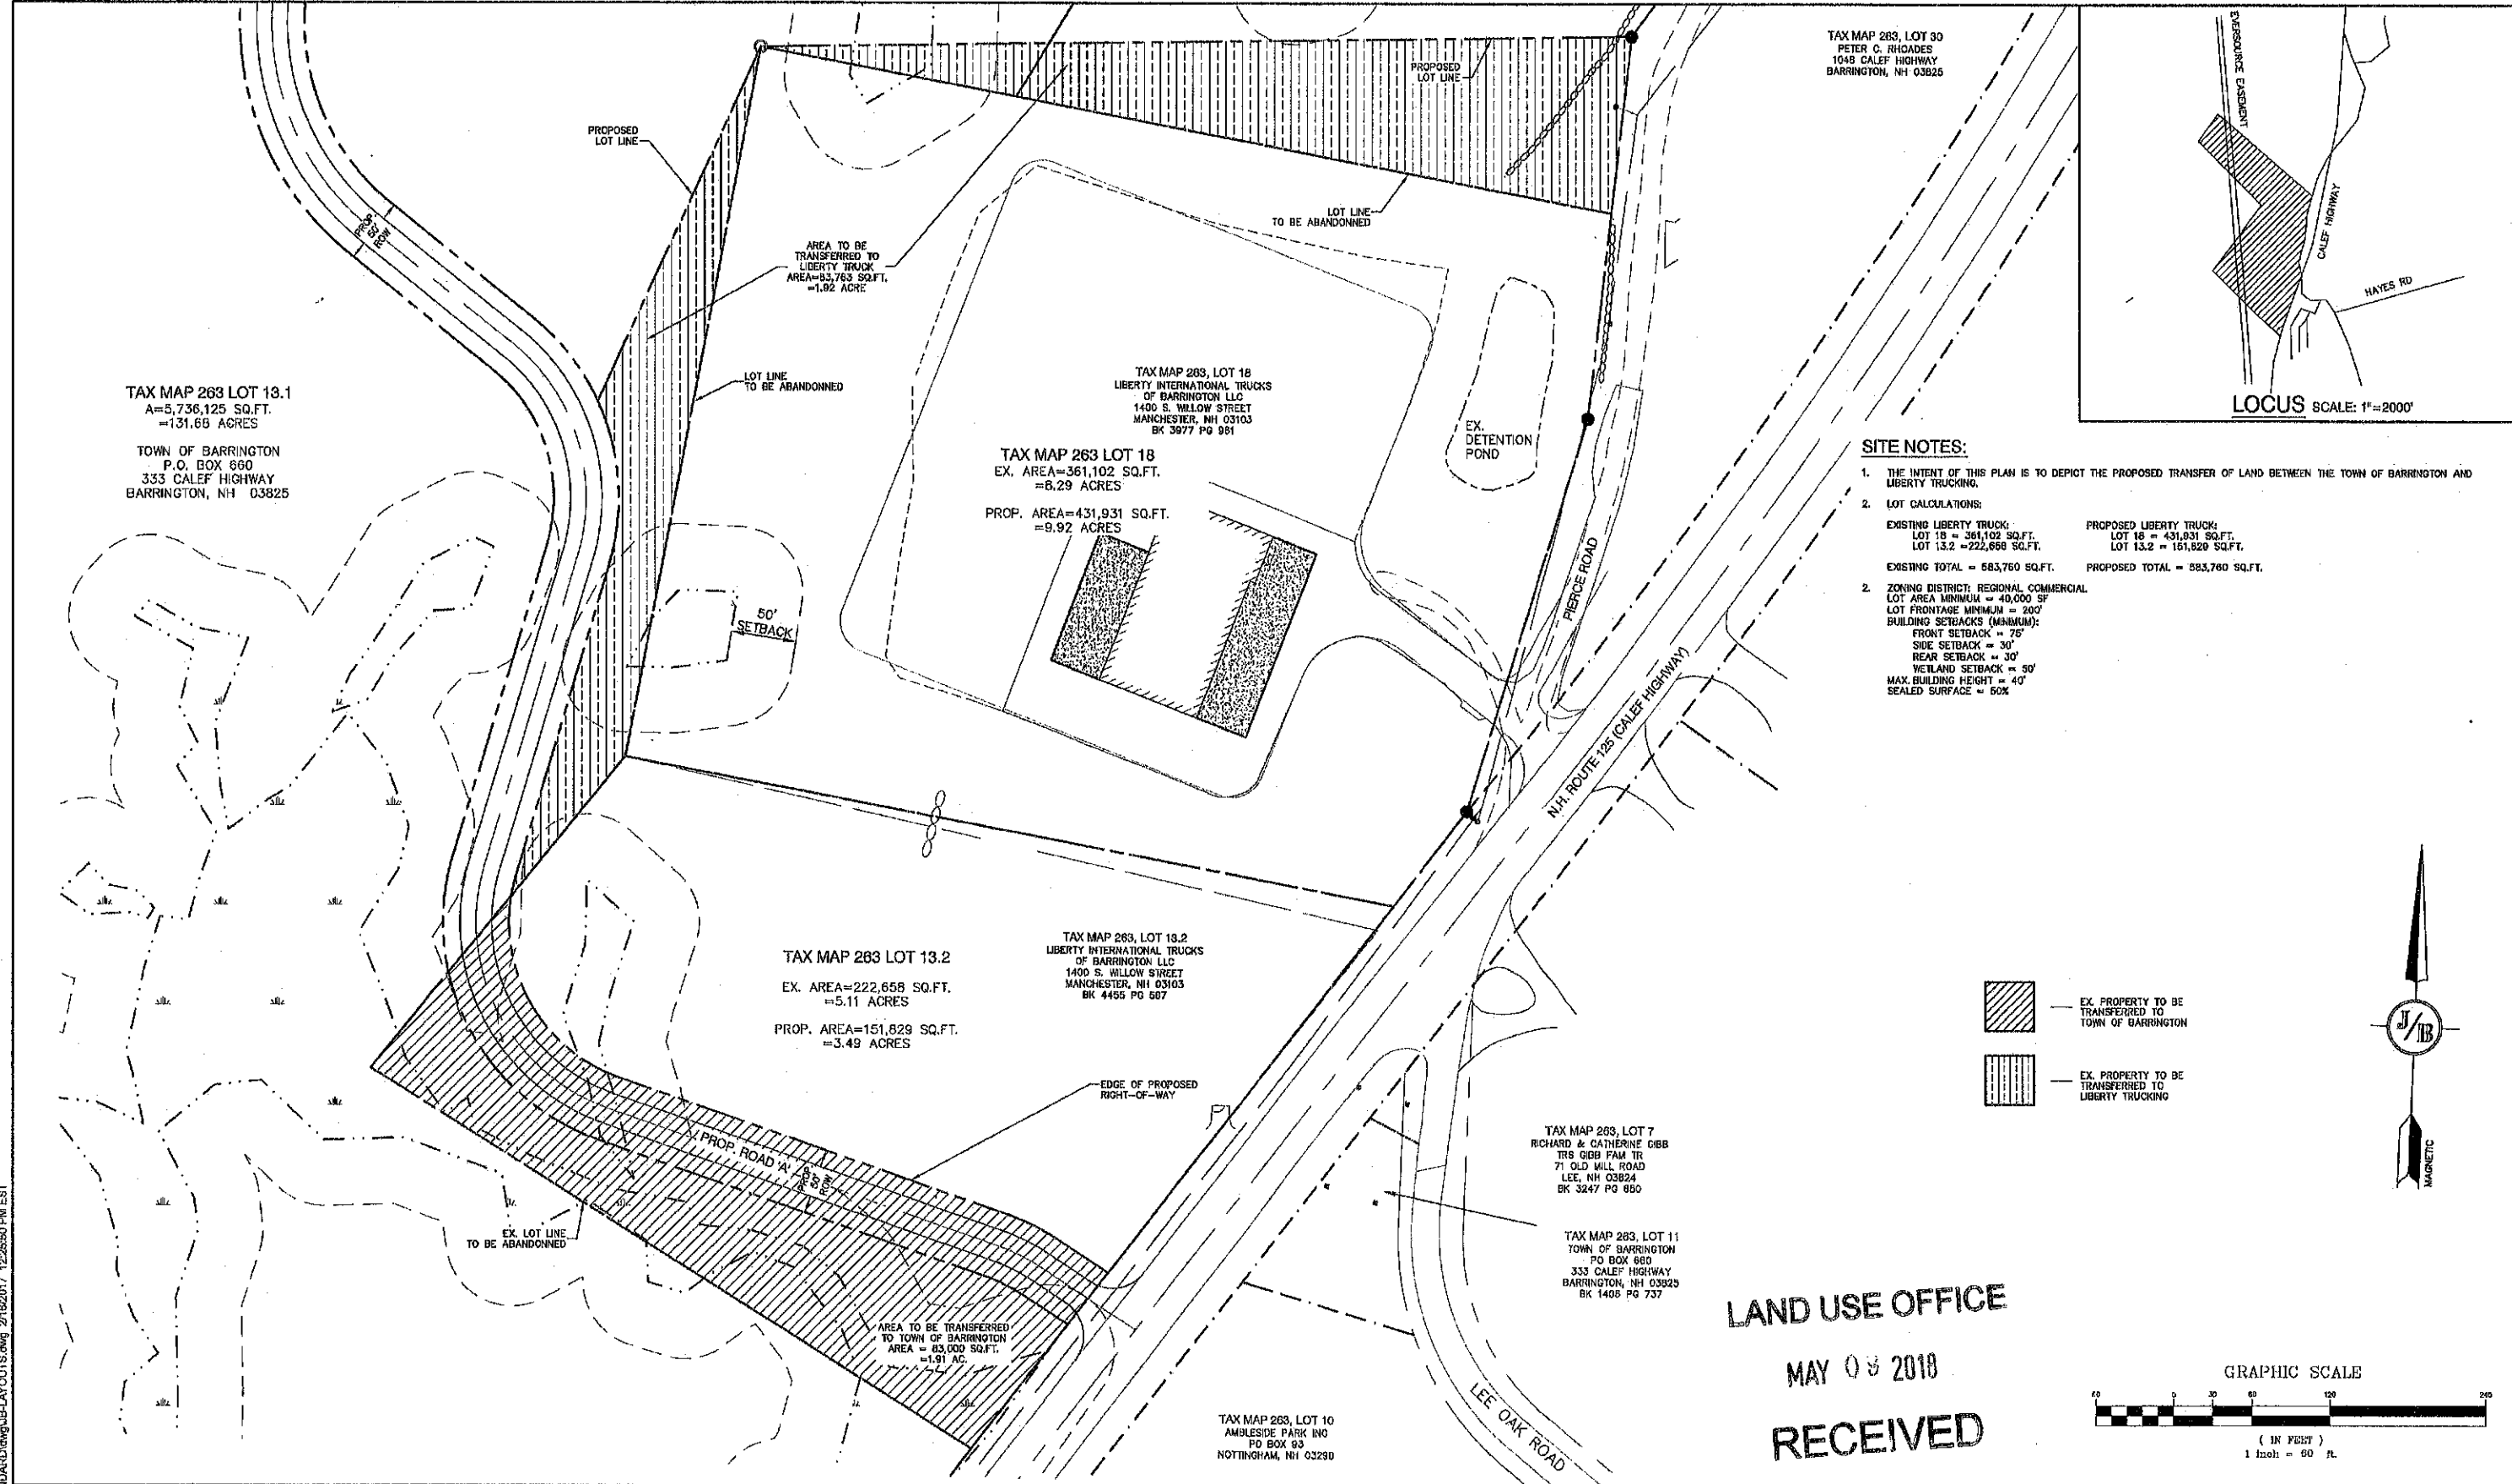 TAX MAP 263, LOT 30
PETER C. RHOADES
1048 CALEF HIGHWAY
BARRINGTON, NH 03825
EVERSOURCE EASEMENT
CALEF HIGHWAY
HAYES RD
LOCUS SCALE: 1"=2000'
PROPOSED
LOT LINE
PROPOSED
LOT LINE
LOT LINE
TO BE ABANDONNED
PROP.
50'
ROW
AREA TO BE
TRANSFERRED TO
LIBERTY TRUCK
AREA=83,763 SQ.FT.
=1.92 ACRE
LOT LINE
TO BE ABANDONNED
TAX MAP 263 LOT 13.1
A=5,736,125 SQ.FT.
=131.68 ACRES
TOWN OF BARRINGTON
P.O. BOX 660
333 CALEF HIGHWAY
BARRINGTON, NH 03825
TAX MAP 263, LOT 18
LIBERTY INTERNATIONAL TRUCKS
OF BARRINGTON LLC
1400 S. WILLOW STREET
MANCHESTER, NH 03103
BK 3977 PG 981
TAX MAP 263 LOT 18
EX. AREA=361,102 SQ.FT.
=8.29 ACRES
PROP. AREA=431,931 SQ.FT.
=9.92 ACRES
EX.
DETENTION
POND
50'
SETBACK
PIERCE ROAD
N.H. ROUTE 125 (CALEF HIGHWAY)
SITE NOTES:
1. THE INTENT OF THIS PLAN IS TO DEPICT THE PROPOSED TRANSFER OF LAND BETWEEN THE TOWN OF BARRINGTON AND
LIBERTY TRUCKING.
2. LOT CALCULATIONS:
EXISTING LIBERTY TRUCK: PROPOSED LIBERTY TRUCK:
LOT 18 = 361,102 SQ.FT. LOT 18 = 431,931 SQ.FT.
LOT 13.2 =222,658 SQ.FT. LOT 13.2 = 151,829 SQ.FT.
EXISTING TOTAL = 583,760 SQ.FT. PROPOSED TOTAL = 583,760 SQ.FT.
2. ZONING DISTRICT: REGIONAL COMMERCIAL
LOT AREA MINIMUM = 40,000 SF
LOT FRONTAGE MINIMUM = 200'
BUILDING SETBACKS (MINIMUM):
FRONT SETBACK = 75'
SIDE SETBACK = 30'
REAR SETBACK = 30'
WETLAND SETBACK = 50'
MAX. BUILDING HEIGHT = 40'
SEALED SURFACE = 50%
TAX MAP 263 LOT 13.2
EX. AREA=222,658 SQ.FT.
=5.11 ACRES
PROP. AREA=151,829 SQ.FT.
=3.49 ACRES
TAX MAP 263, LOT 13.2
LIBERTY INTERNATIONAL TRUCKS
OF BARRINGTON LLC
1400 S. WILLOW STREET
MANCHESTER, NH 03103
BK 4455 PG 567
EX. PROPERTY TO BE
TRANSFERRED TO
TOWN OF BARRINGTON
EX. PROPERTY TO BE
TRANSFERRED TO
LIBERTY TRUCKING
J/B
MAGNETIC
EDGE OF PROPOSED
RIGHT-OF-WAY
PROP. ROAD 'A'
PROP.
50'
ROW
EX. LOT LINE
TO BE ABANDONNED
AREA TO BE TRANSFERRED
TO TOWN OF BARRINGTON
AREA = 83,000 SQ.FT.
=1.91 AC.
TAX MAP 263, LOT 7
RICHARD & CATHERINE GIBB
TRS GIBB FAM TR
71 OLD MILL ROAD
LEE, NH 03824
BK 3247 PG 850
TAX MAP 263, LOT 11
TOWN OF BARRINGTON
PO BOX 660
333 CALEF HIGHWAY
BARRINGTON, NH 03825
BK 1408 PG 737
TAX MAP 263, LOT 10
AMBLESIDE PARK INC
PO BOX 93
NOTTINGHAM, NH 03290
LEE OAK ROAD
LAND USE OFFICE
MAY 2018
RECEIVED
GRAPHIC SCALE
60 0 30 60 120 240
( IN FEET )
1 inch = 60 ft.